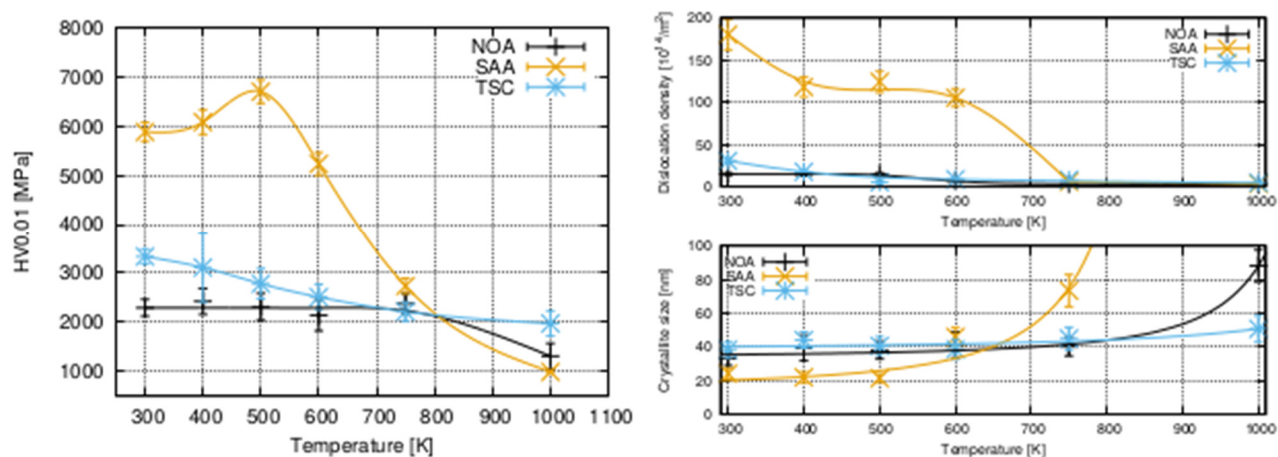 8000
7000
6000
5000
4000
3000
2000
1000
HV0.01 [MPa]
NOA
SAA
TSC
300 400 500 600 700 800 900 1000 1100
Temperature [K]
200
150
100
50
0
Dislocation density [10^14/m^2]
NOA
SAA
TSC
300 400 500 600 700 800 900 1000
Temperature [K]
100
80
60
40
20
0
Crystallite size [nm]
NOA
SAA
TSC
300 400 500 600 700 800 900 1000
Temperature [K]